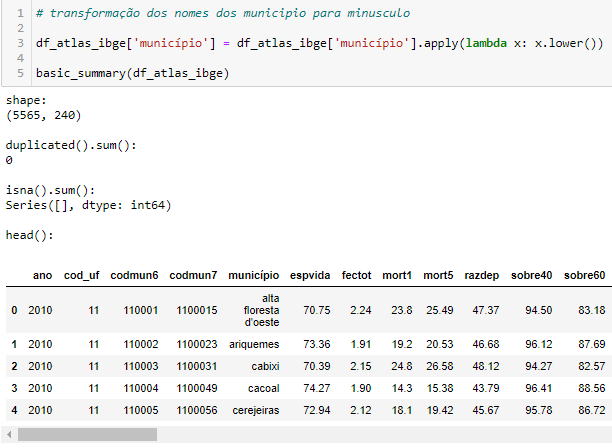 1 # transformação dos nomes dos municipio para minusculo
2
3 df_atlas_ibge['município'] = df_atlas_ibge['município'].apply(lambda x: x.lower())
4
5 basic_summary(df_atlas_ibge)
shape:
(5565, 240)
duplicated().sum():
0
isna().sum():
Series([], dtype: int64)
head():
ano cod_uf codmun6 codmun7 município espvida fectot mort1 mort5 razdep sobre40 sobre60
0 2010 11 110001 1100015 alta floresta d'oeste 70.75 2.24 23.8 25.49 47.37 94.50 83.18
1 2010 11 110002 1100023 ariquemes 73.36 1.91 19.2 20.53 46.68 96.12 87.69
2 2010 11 110003 1100031 cabixi 70.39 2.15 24.8 26.58 48.12 94.27 82.57
3 2010 11 110004 1100049 cacoal 74.27 1.90 14.3 15.38 43.79 96.41 88.56
4 2010 11 110005 1100056 cerejeiras 72.94 2.12 18.1 19.42 45.67 95.78 86.72